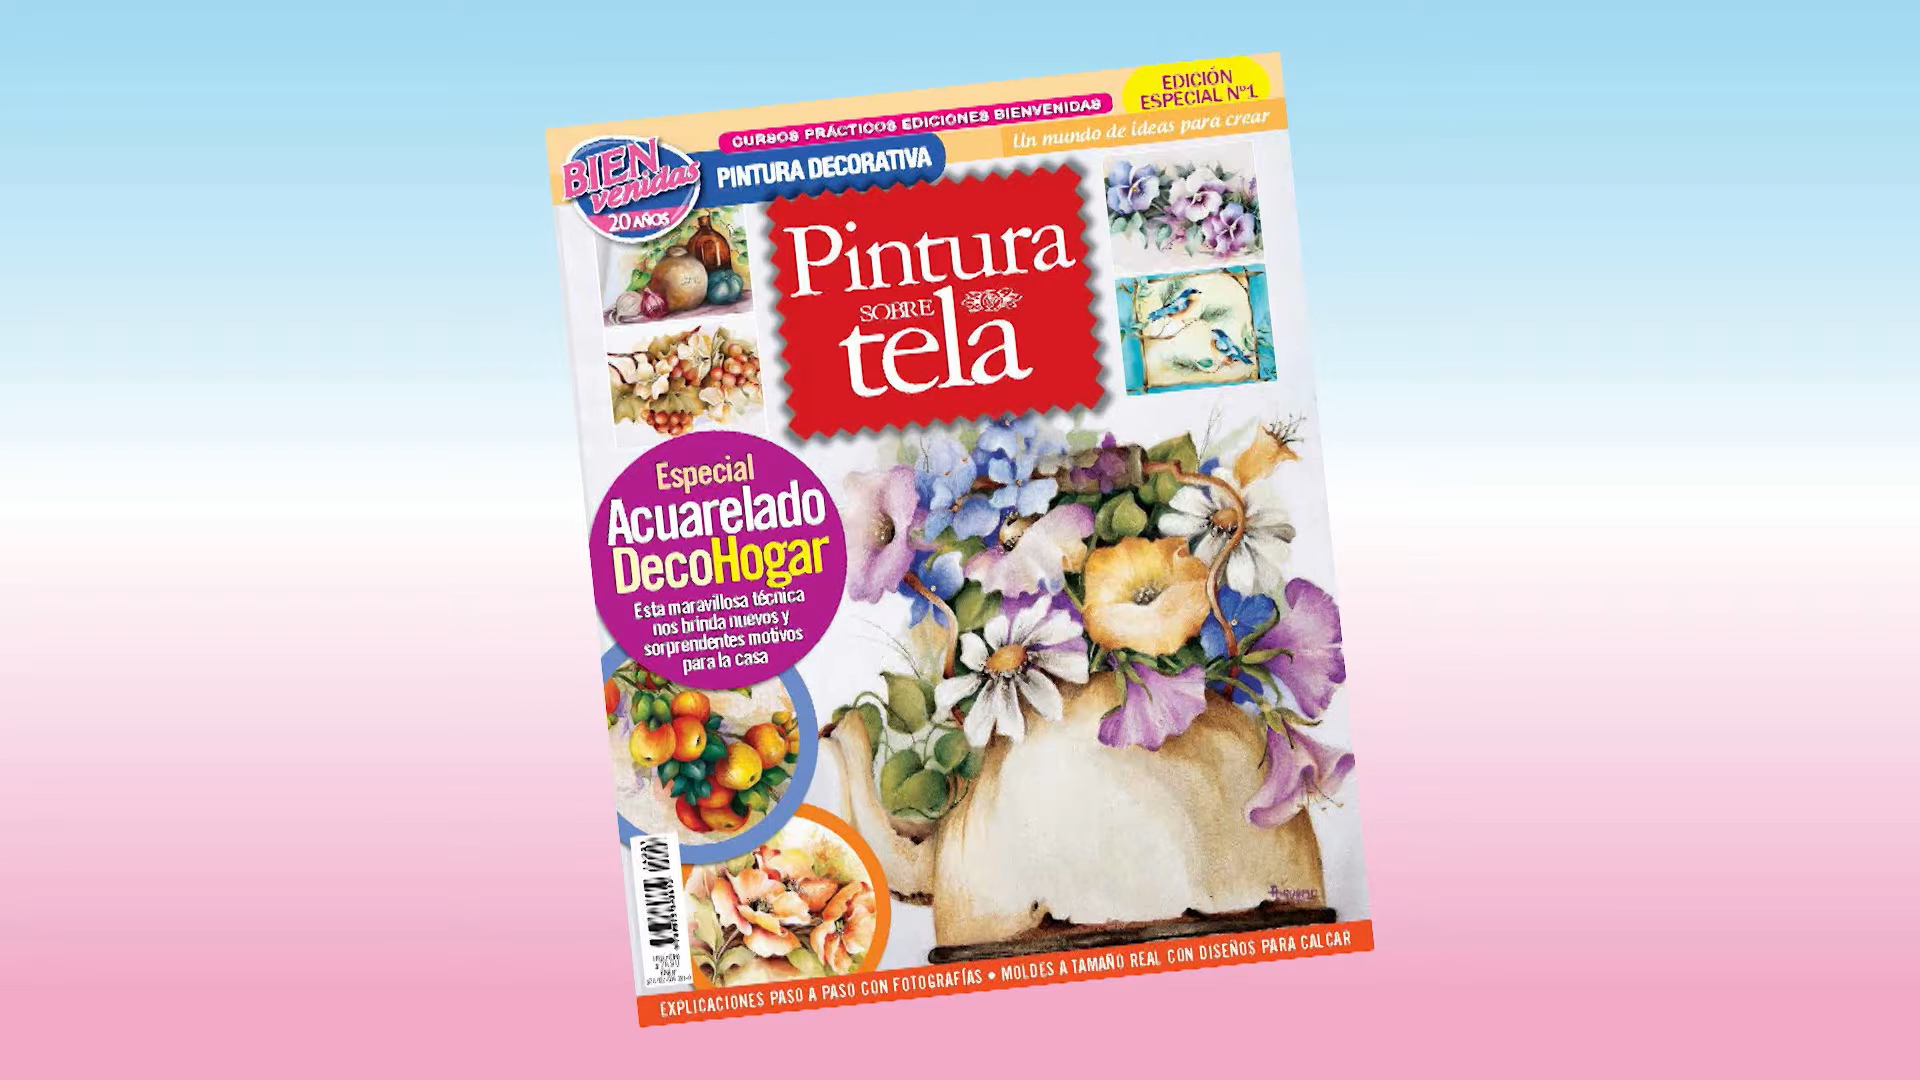 EDICIÓN
ESPECIAL Nº1
CURSOS PRÁCTICOS EDICIONES BIENVENIDAS
Un mundo de ideas para crear
BIEN
venidas
20 AÑOS
PINTURA DECORATIVA
Pintura
SOBRE
tela
Especial
Acuarelado
DecoHogar
Esta maravillosa técnica
nos brinda nuevos y
sorprendentes motivos
para la casa
EXPLICACIONES PASO A PASO CON FOTOGRAFÍAS • MOLDES A TAMAÑO REAL CON DISEÑOS PARA CALCAR